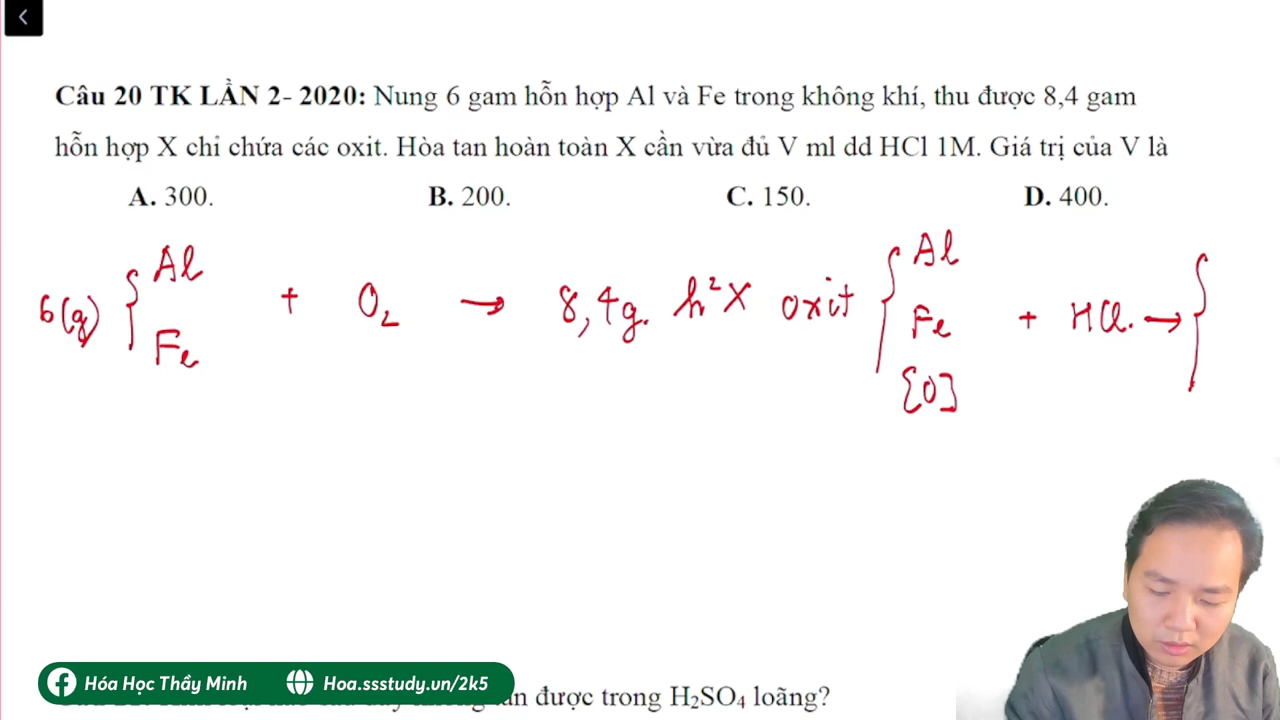 Câu 20 TK LẦN 2- 2020: Nung 6 gam hỗn hợp Al và Fe trong không khí, thu được 8,4 gam
hỗn hợp X chỉ chứa các oxit. Hòa tan hoàn toàn X cần vừa đủ V ml dd HCl 1M. Giá trị của V là
A. 300. B. 200. C. 150. D. 400.
6(g) { Al Fe + O₂ → 8,4g. h² X oxit { Al Fe [O] + HCl. → {
Hóa Học Thầy Minh Hoa.ssstudy.vn/2k5 được trong H₂SO₄ loãng?